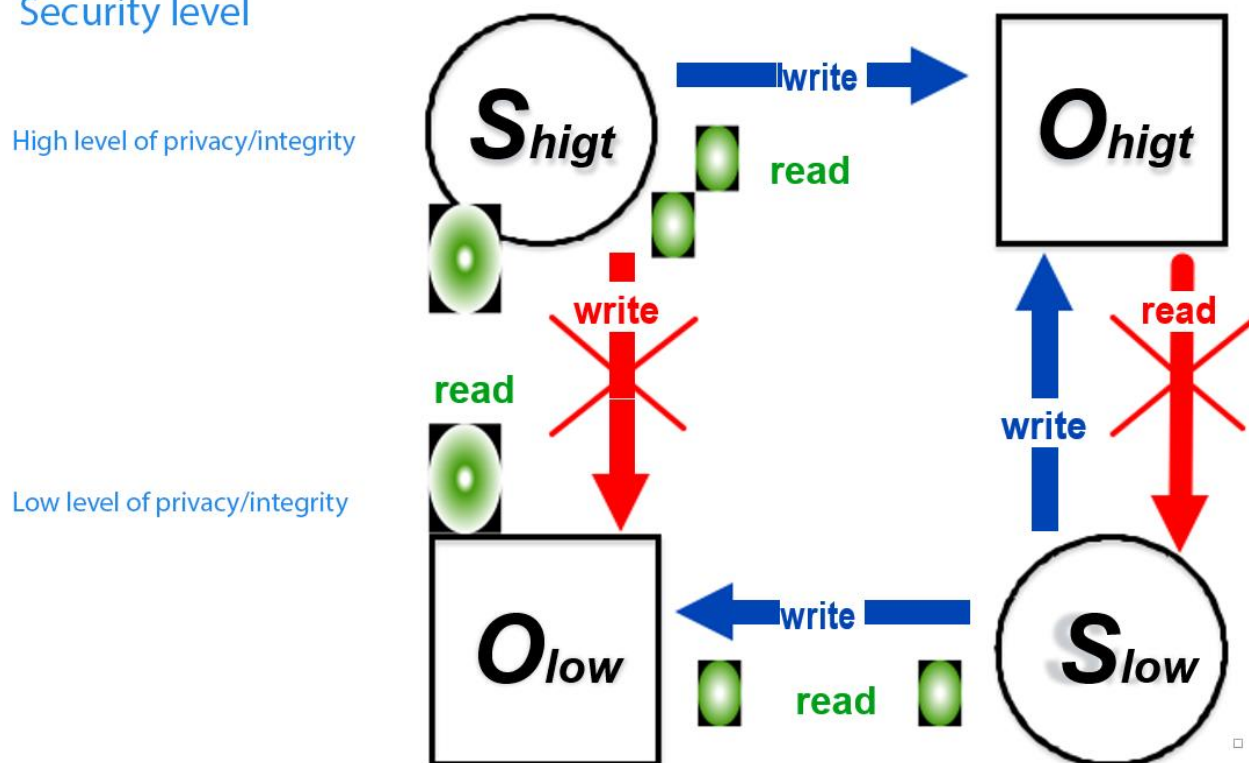 Security level
High level of privacy/integrity
Shigt
write
Ohigt
read
write
read
read
write
Low level of privacy/integrity
write
Olow
Slow
read